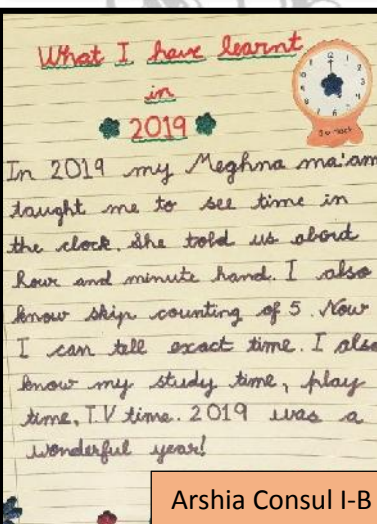 What I have learnt
in
2019
In 2019 my Meghna ma'am
taught me to see time in
the clock. She told us about
hour and minute hand. I also
know skip counting of 5. Now
I can tell exact time. I also
know my study time, play
time, T.V time. 2019 was a
wonderful year!
Arshia Consul I-B